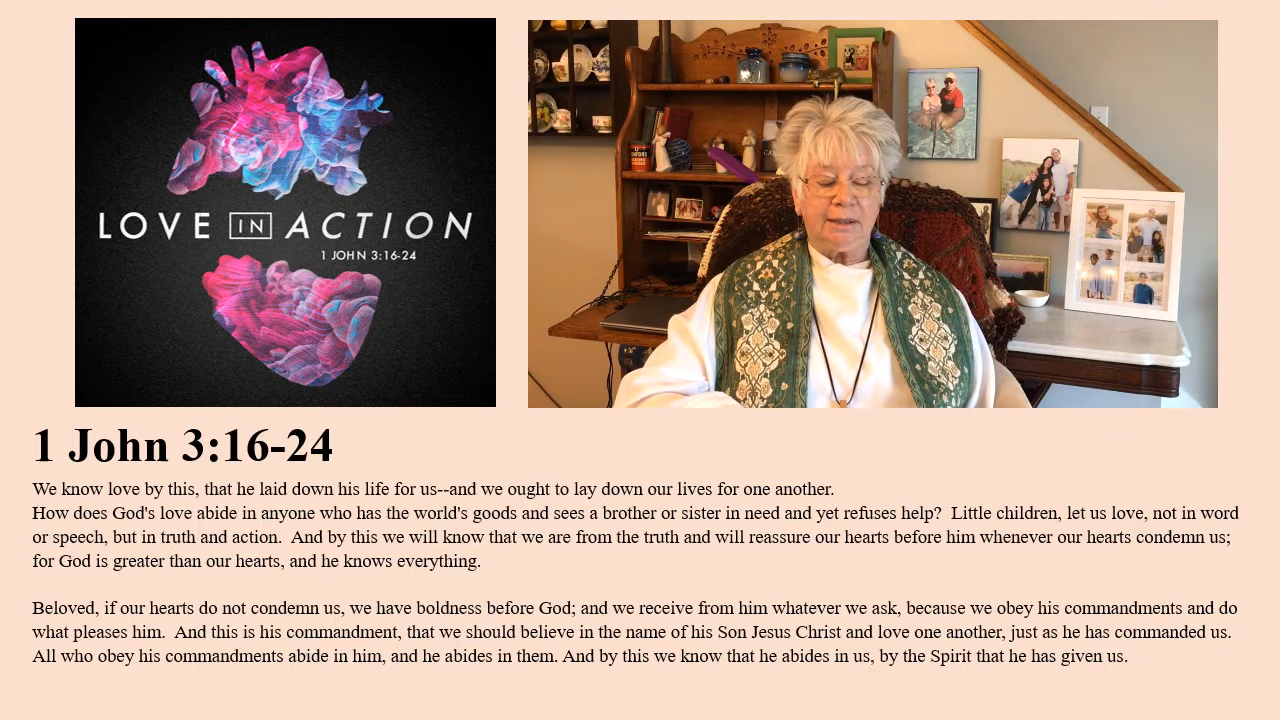 LOVE IN ACTION
1 JOHN 3:16-24
1 John 3:16-24
We know love by this, that he laid down his life for us--and we ought to lay down our lives for one another.
How does God's love abide in anyone who has the world's goods and sees a brother or sister in need and yet refuses help?  Little children, let us love, not in word
or speech, but in truth and action.  And by this we will know that we are from the truth and will reassure our hearts before him whenever our hearts condemn us;
for God is greater than our hearts, and he knows everything.
Beloved, if our hearts do not condemn us, we have boldness before God; and we receive from him whatever we ask, because we obey his commandments and do
what pleases him.  And this is his commandment, that we should believe in the name of his Son Jesus Christ and love one another, just as he has commanded us.
All who obey his commandments abide in him, and he abides in them. And by this we know that he abides in us, by the Spirit that he has given us.